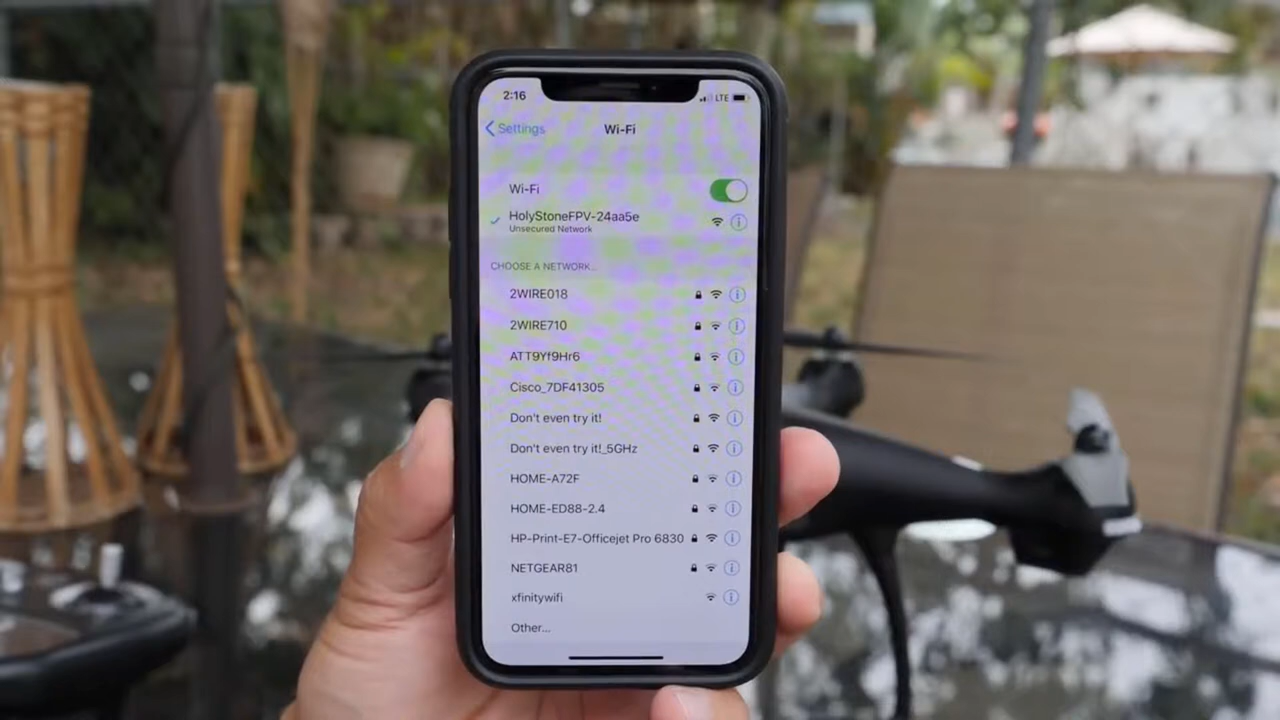 2:16
LTE
Settings
Wi-Fi
Wi-Fi
HolyStoneFPV-24aa5e
Unsecured Network
CHOOSE A NETWORK...
2WIRE018
2WIRE710
ATT9Yf9Hr6
Cisco_7DF41305
Don't even try it!
Don't even try it!_5GHz
HOME-A72F
HOME-ED88-2.4
HP-Print-E7-Officejet Pro 6830
NETGEAR81
xfinitywifi
Other...